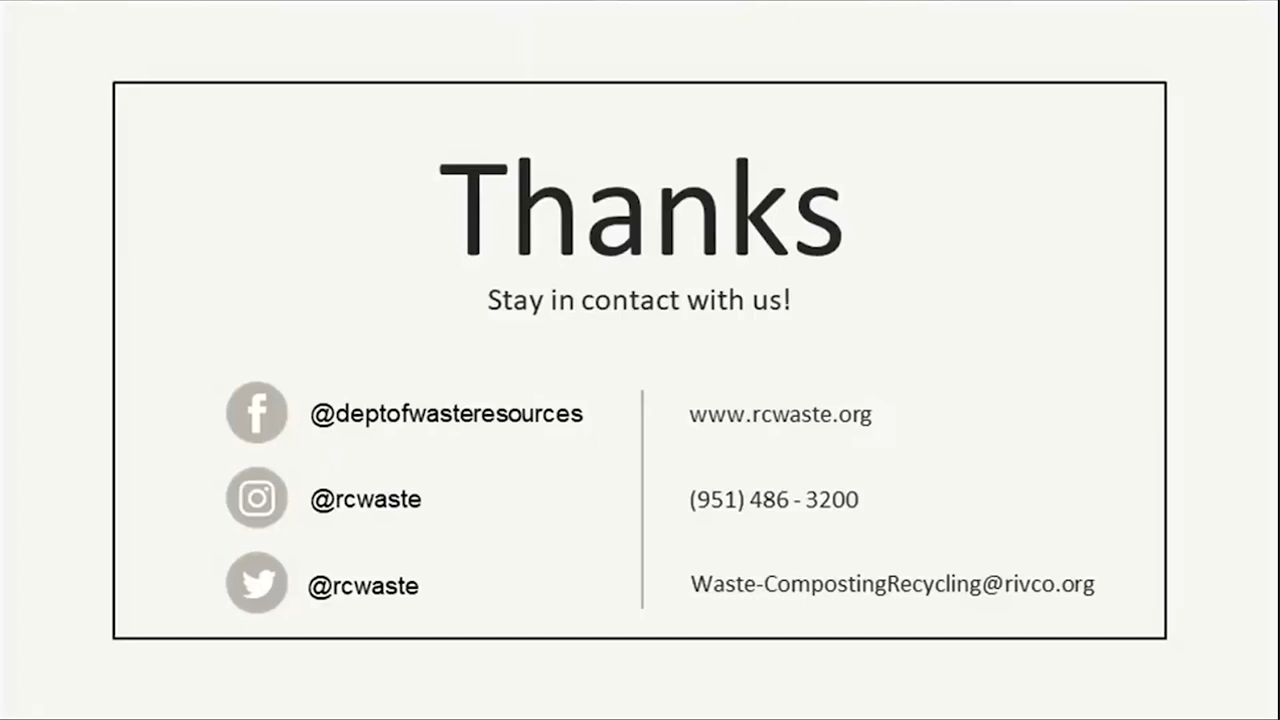 Thanks
Stay in contact with us!
@deptofwasteresources
@rcwaste
@rcwaste
www.rcwaste.org
(951) 486 - 3200
Waste-CompostingRecycling@rivco.org